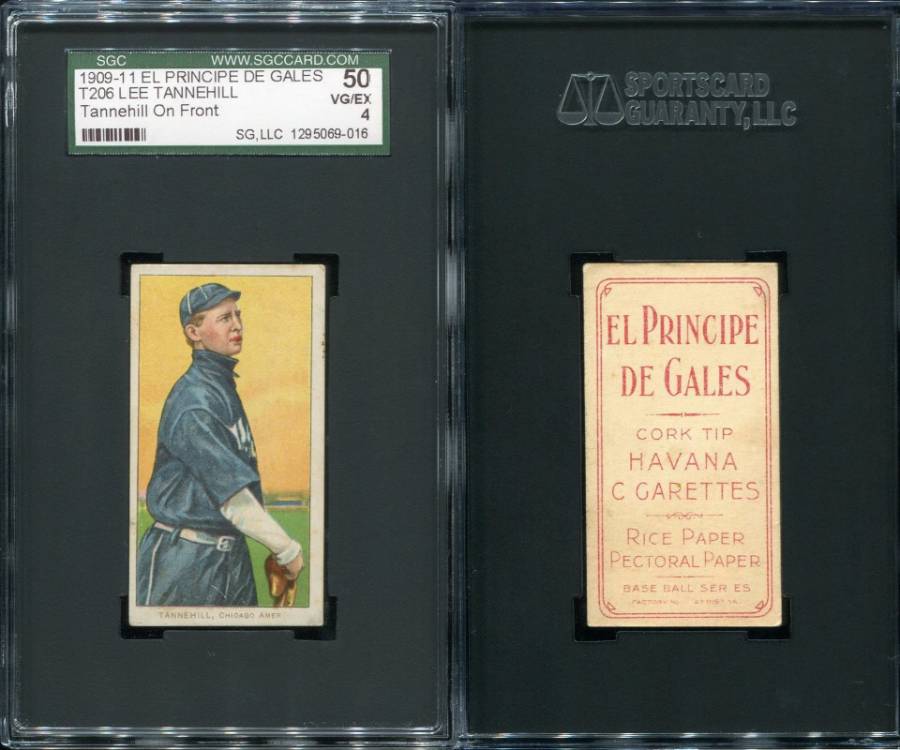 SGC WWW.SGCCARD.COM
1909-11 EL PRINCIPE DE GALES 50
T206 LEE TANNEHILL VG/EX
Tannehill On Front 4
SG,LLC 1295069-016
TANNEHILL, CHICAGO AMER
SPORTSCARD
GUARANTY,LLC
EL PRINCIPE
DE GALES
CORK TIP
HAVANA
C GARETTES
RICE PAPER
PECTORAL PAPER
BASE BALL SER ES
FACTORY